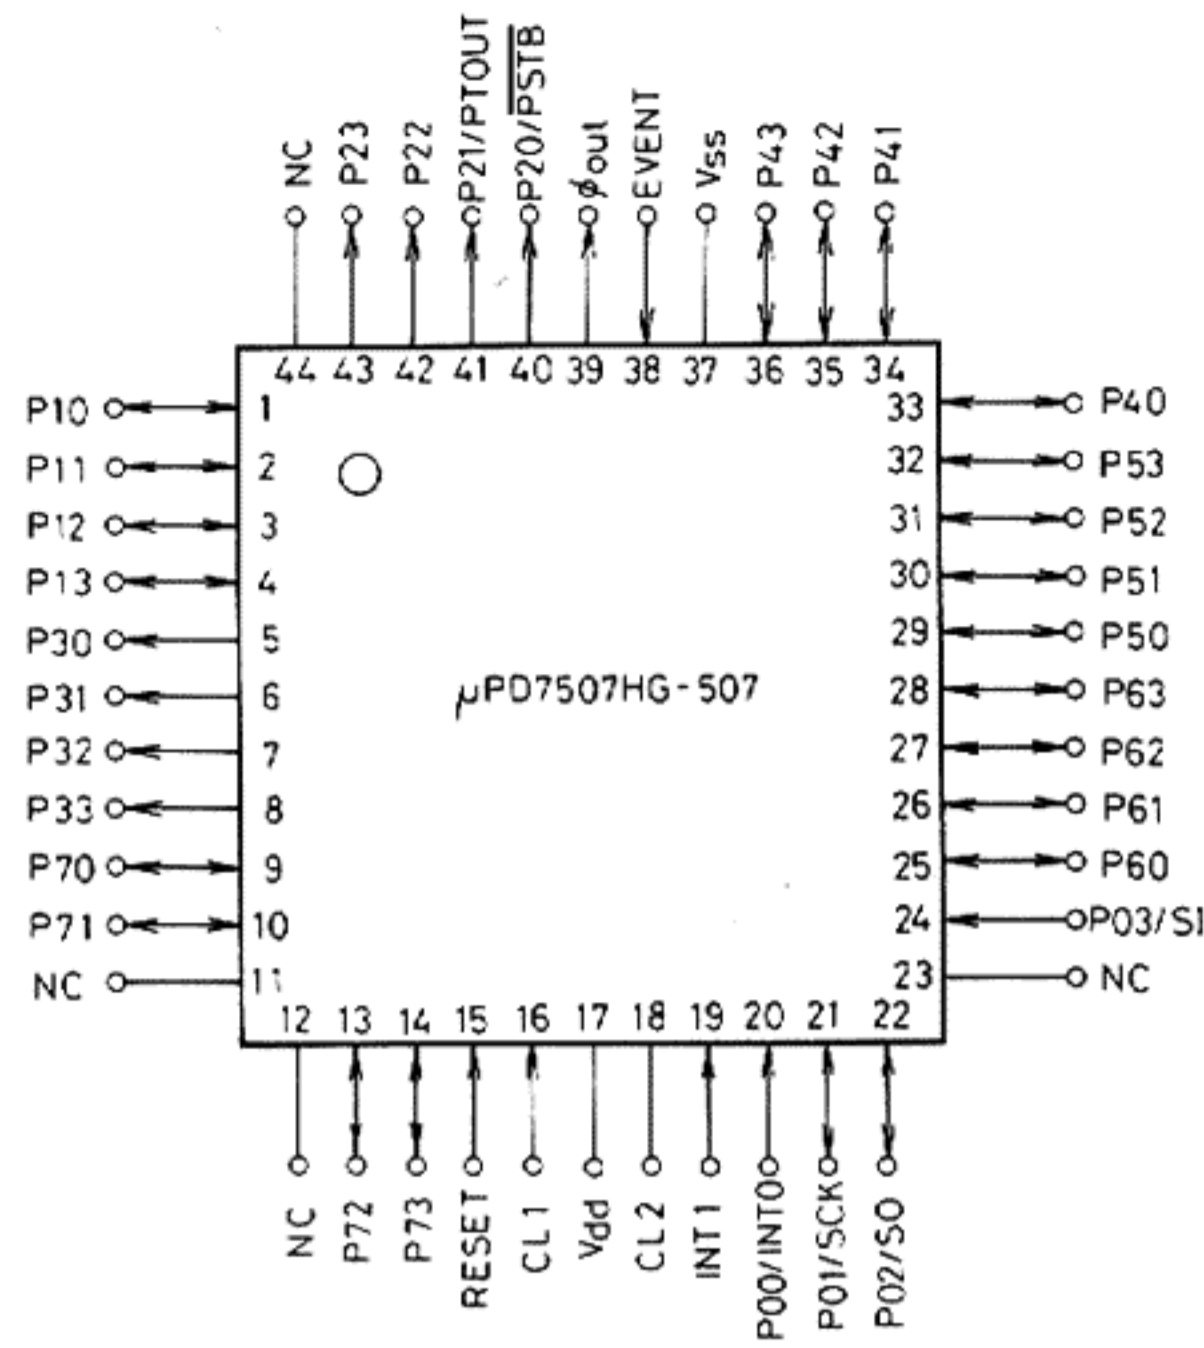 NC
P23
P22
P21/PTOUT
P20/PSTB
ϕout
EVENT
Vss
P43
P42
P41
44 43 42 41 40 39 38 37 36 35 34
P10 1 33 P40
P11 2 32 P53
P12 3 31 P52
P13 4 30 P51
P30 5 29 P50
P31 6 28 P63
μPD7507HG-507
P32 7 27 P62
P33 8 26 P61
P70 9 25 P60
P71 10 24 P03/SI
NC 11 23 NC
12 13 14 15 16 17 18 19 20 21 22
NC
P72
P73
RESET
CL1
Vdd
CL2
INT1
P00/INT0
P01/SCK
P02/SO